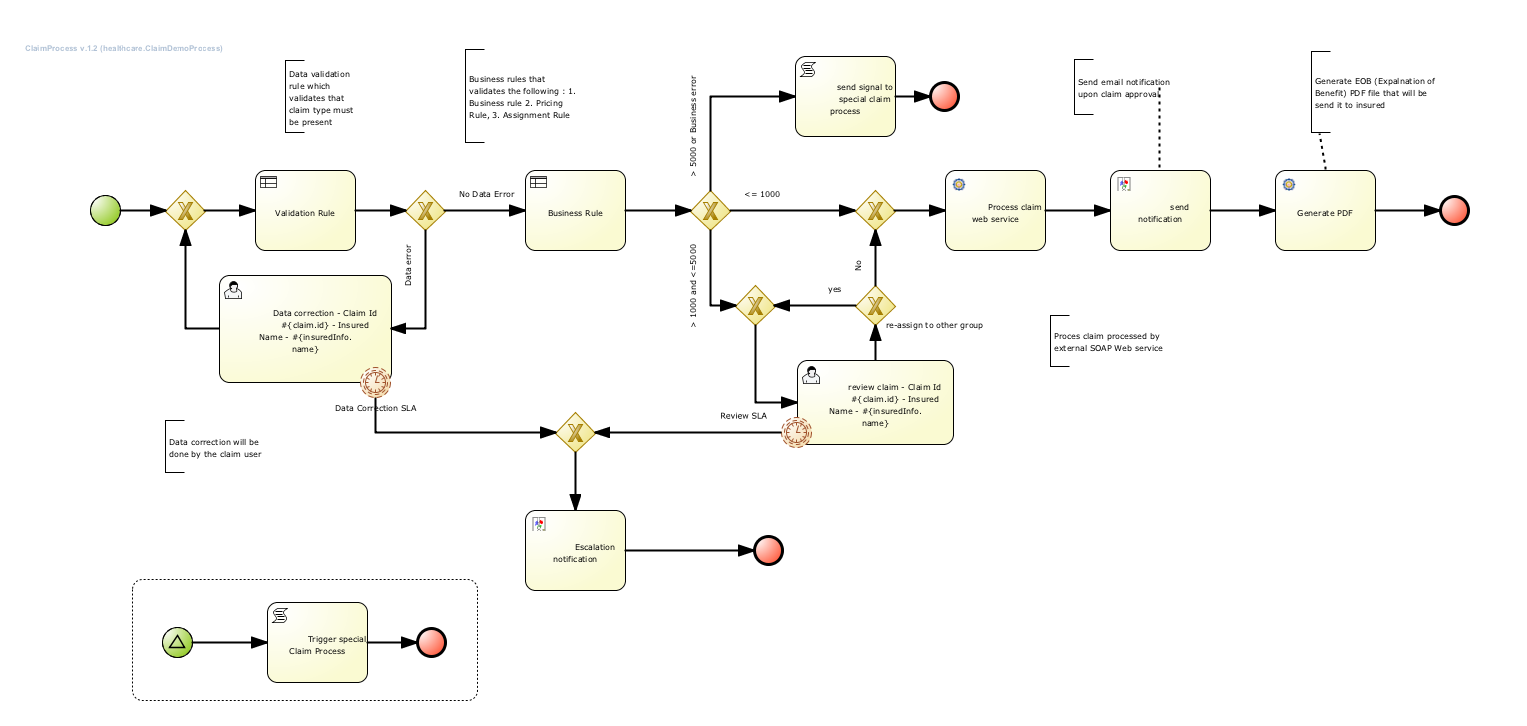 ClaimProcess v.1.2 (healthcare.ClaimDemoProcess)
Data validation
rule which
validates that
claim type must
be present
Business rules that
validates the following : 1.
Business rule 2. Pricing
Rule, 3. Assignment Rule
> 5000 or Business error
send signal to
special claim
process
Send email notification
upon claim approval
Generate EOB (Expalnation of
Benefit) PDF file that will be
send it to insured
Validation Rule
No Data Error
Business Rule
<= 1000
Process claim
web service
send
notification
Generate PDF
Data error
> 1000 and <=5000
No
yes
re-assign to other group
Data correction - Claim Id
#{claim.id} - Insured
Name - #{insuredInfo.
name}
Proces claim processed by
external SOAP Web service
review claim - Claim Id
#{claim.id} - Insured
Name - #{insuredInfo.
name}
Data Correction SLA
Review SLA
Data correction will be
done by the claim user
Escalation
notification
Trigger special
Claim Process